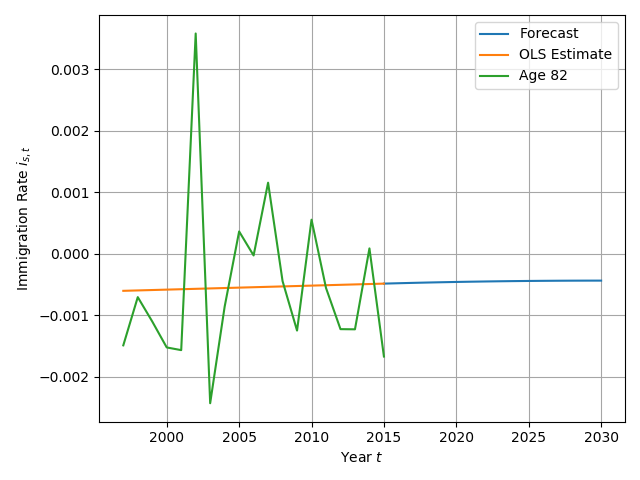 Forecast
OLS Estimate
Age 82
0.003
0.002
0.001
0.000
−0.001
−0.002
Immigration Rate i_{s,t}
2000 2005 2010 2015 2020 2025 2030
Year t